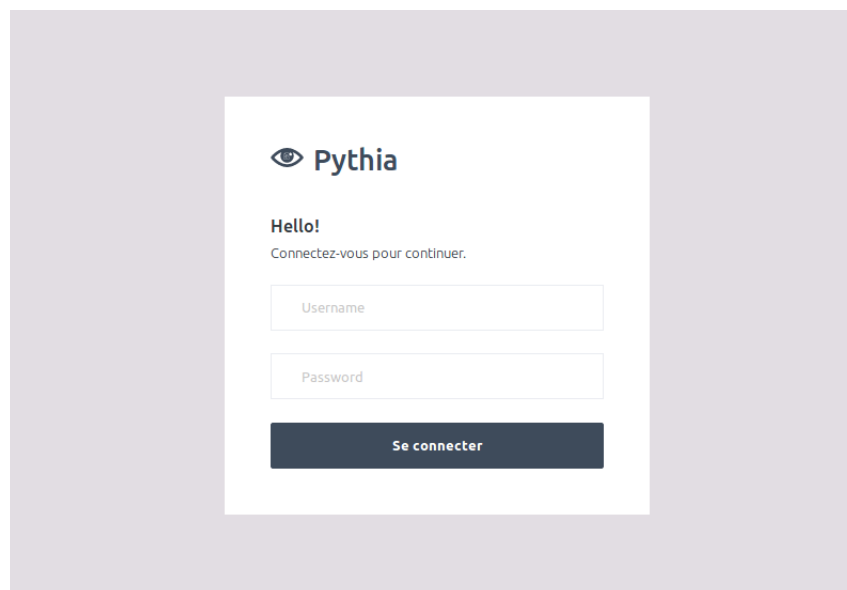 Pythia
Hello!
Connectez-vous pour continuer.
Username
Password
Se connecter